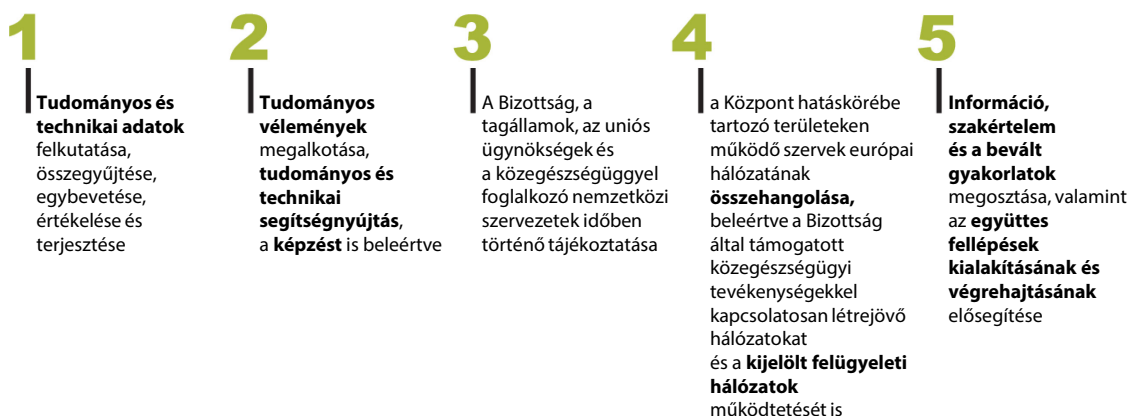 1
Tudományos és
technikai adatok
felkutatása,
összegyűjtése,
egybevetése,
értékelése és
terjesztése
2
Tudományos
vélemények
megalkotása,
tudományos és
technikai
segítségnyújtás,
a képzést is beleértve
3
A Bizottság, a
tagállamok, az uniós
ügynökségek és
a közegészségüggyel
foglalkozó nemzetközi
szervezetek időben
történő tájékoztatása
4
a Központ hatáskörébe
tartozó területeken
működő szervek európai
hálózatának
összehangolása,
beleértve a Bizottság
által támogatott
közegészségügyi
tevékenységekkel
kapcsolatosan létrejövő
hálózatokat
és a kijelölt felügyeleti
hálózatok
működtetését is
5
Információ,
szakértelem
és a bevált
gyakorlatok
megosztása, valamint
az együttes
fellépések
kialakításának és
végrehajtásának
elősegítése